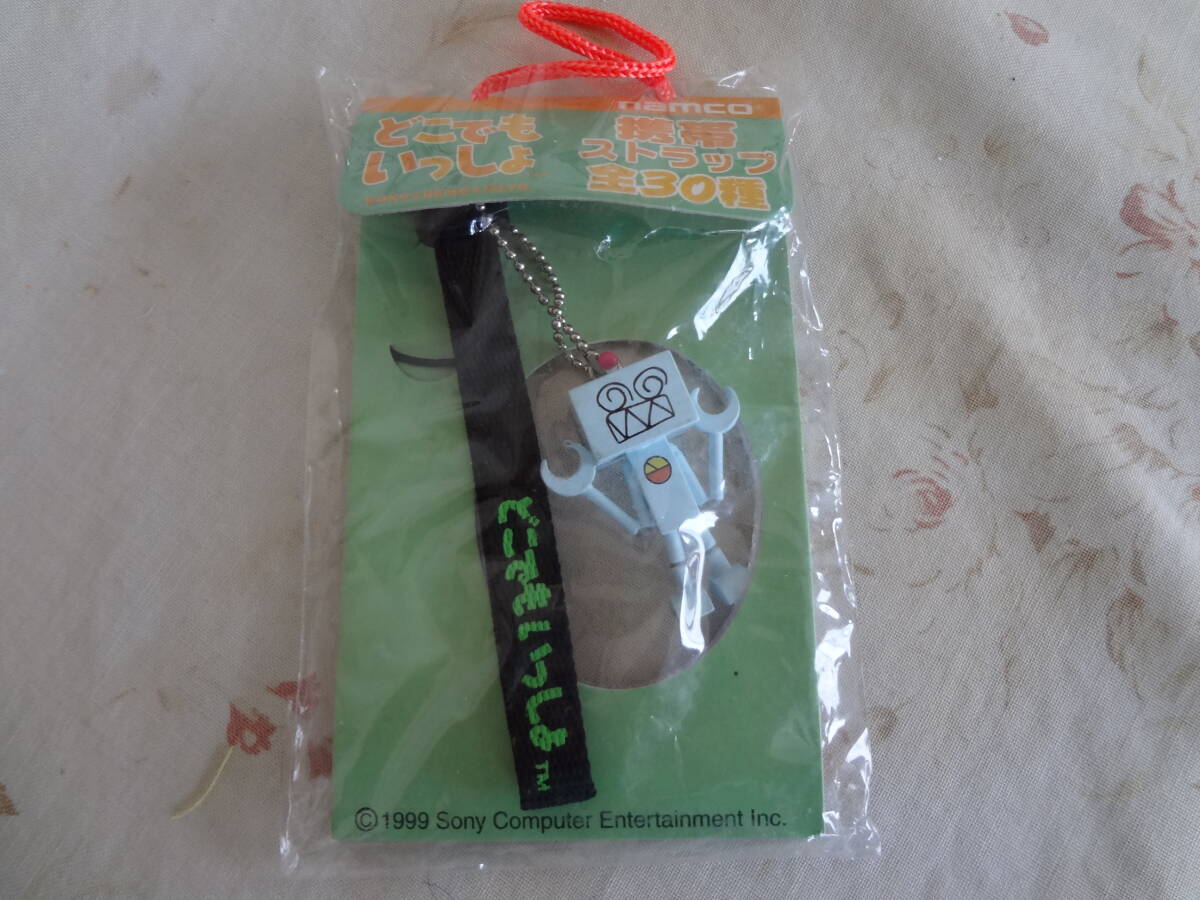 namco
どこでも
いっしょ
携帯
ストラップ
全30種
どこでもいっしょ™
©1999 Sony Computer Entertainment Inc.